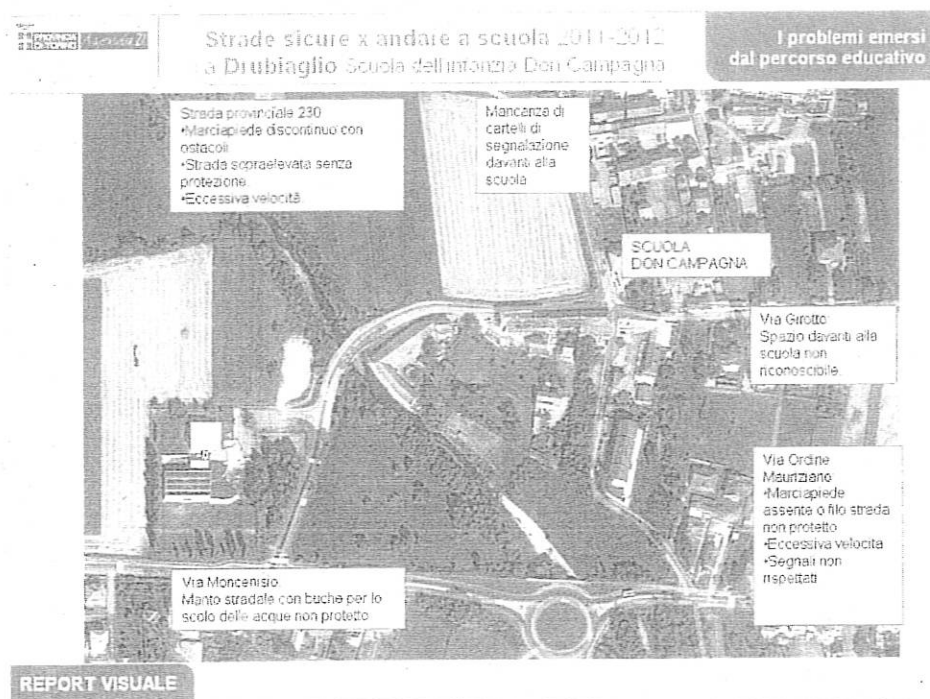 PROVINCIA
DI TORINO
Strade sicure x andare a scuola 2011-2012
a Drubiaglio Scuola dell'infanzia Don Campagna
I problemi emersi
dal percorso educativo
Strada provinciale 230
•Marciapiede discontinuo con
ostacoli
•Strada sopraelevata senza
protezione.
•Eccessiva velocità.
Mancanza di
cartelli di
segnalazione
davanti alla
scuola
SCUOLA
DON CAMPAGNA
Via Girotto:
Spazio davanti alla
scuola non
riconoscibile.
Via Ordine
Mauriziano
•Marciapiede
assente o filo strada
non protetto
•Eccessiva velocità
•Segnali non
rispettati
Via Moncenisio.
Manto stradale con buche per lo
scolo delle acque non protetto
REPORT VISUALE